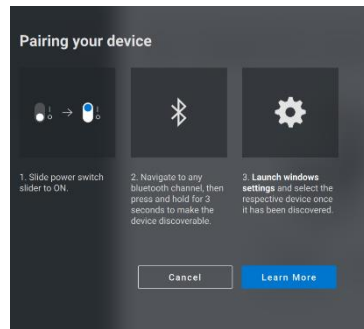 Pairing your device
1. Slide power switch
slider to ON.
2. Navigate to any
bluetooth channel, then
press and hold for 3
seconds to make the
device discoverable.
3. Launch windows
settings and select the
respective device once
it has been discovered.
Cancel
Learn More